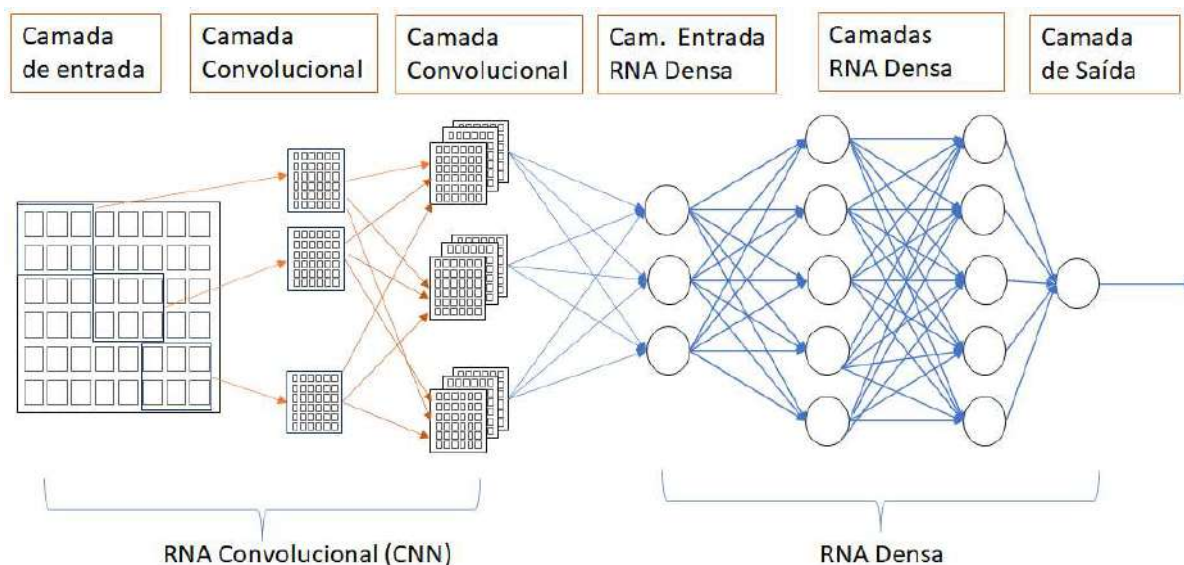 Camada
de entrada
Camada
Convolucional
Camada
Convolucional
Cam. Entrada
RNA Densa
Camadas
RNA Densa
Camada
de Saída
RNA Convolucional (CNN)
RNA Densa